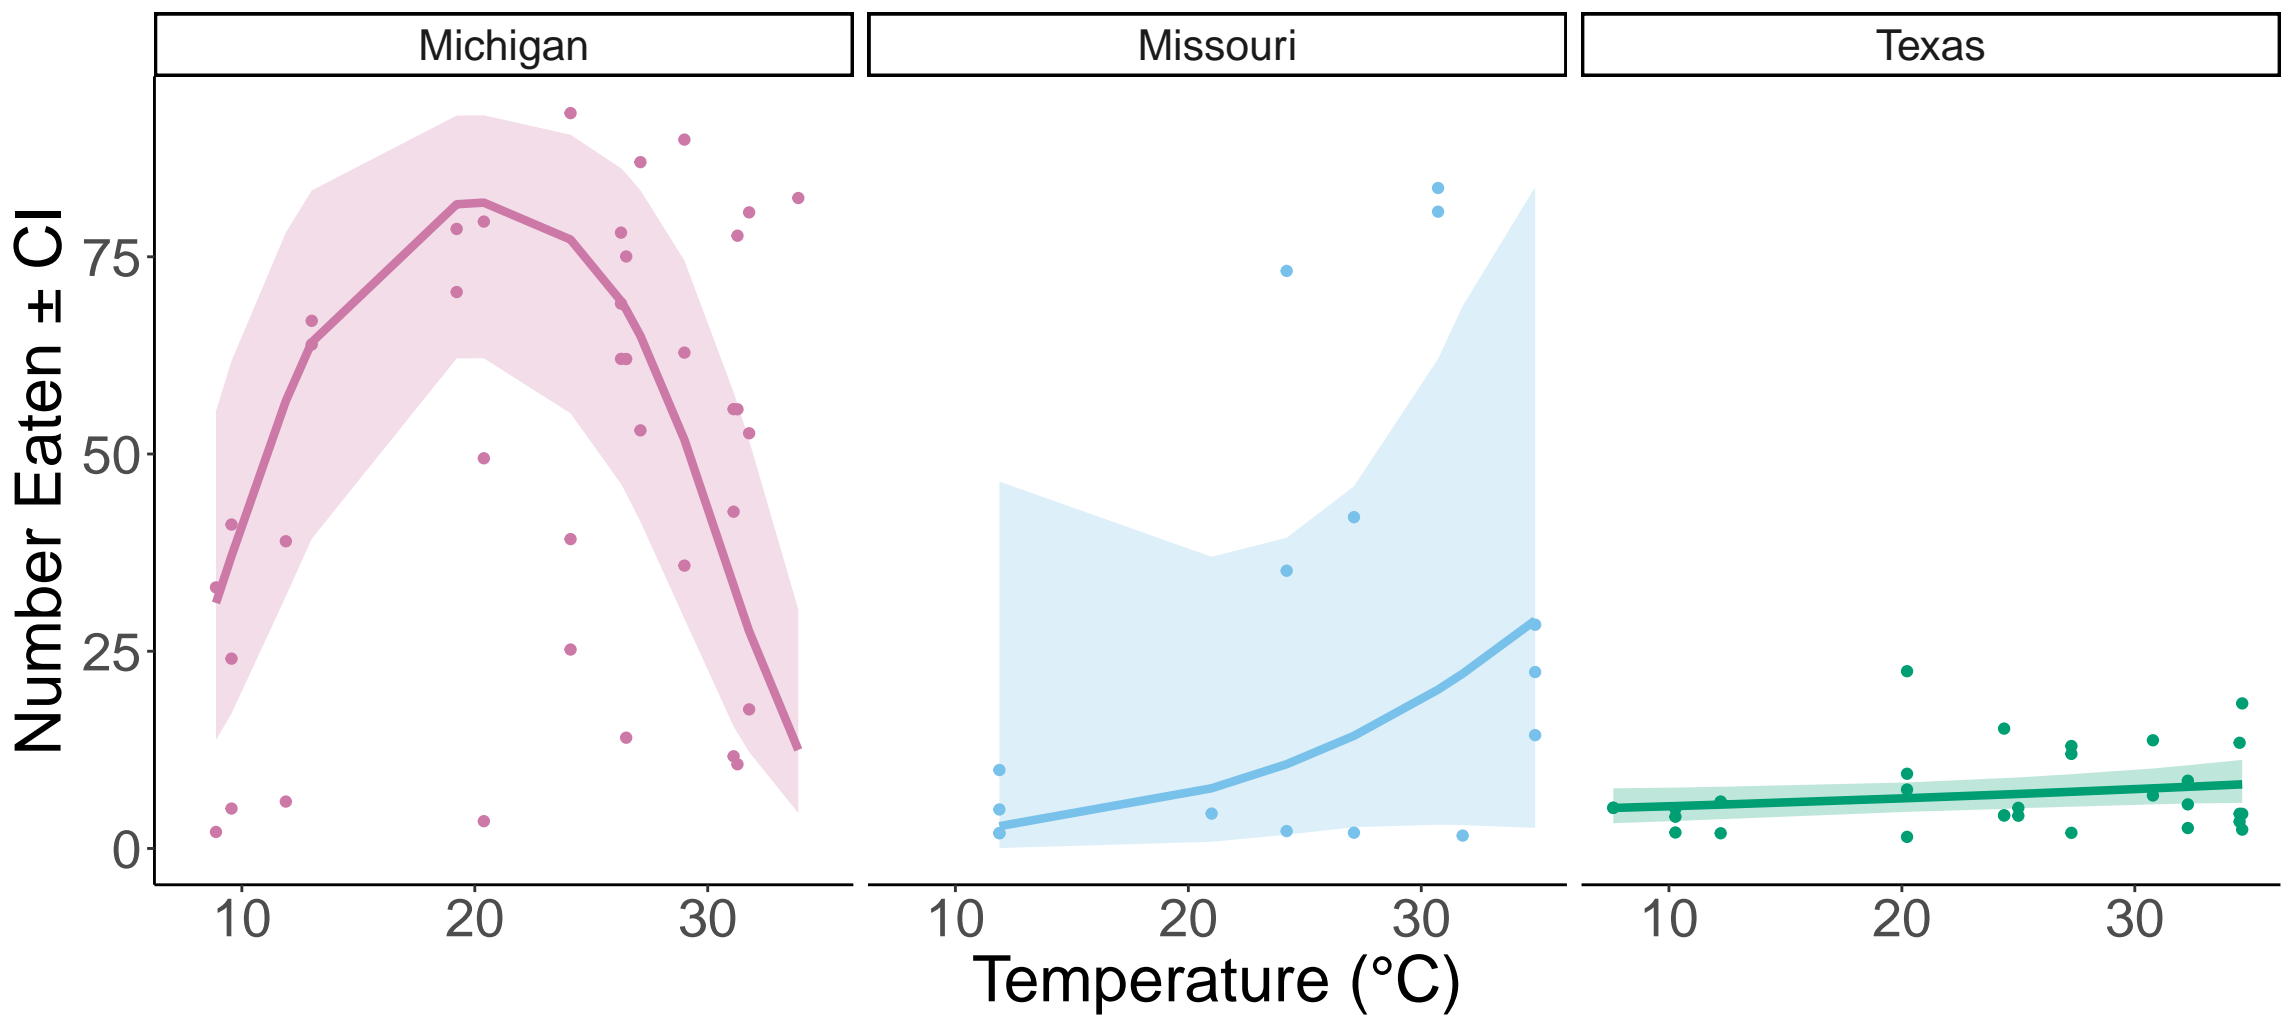 Michigan Missouri Texas
Number Eaten ± CI
75
50
25
0
10 20 30 10 20 30 10 20 30
Temperature (°C)